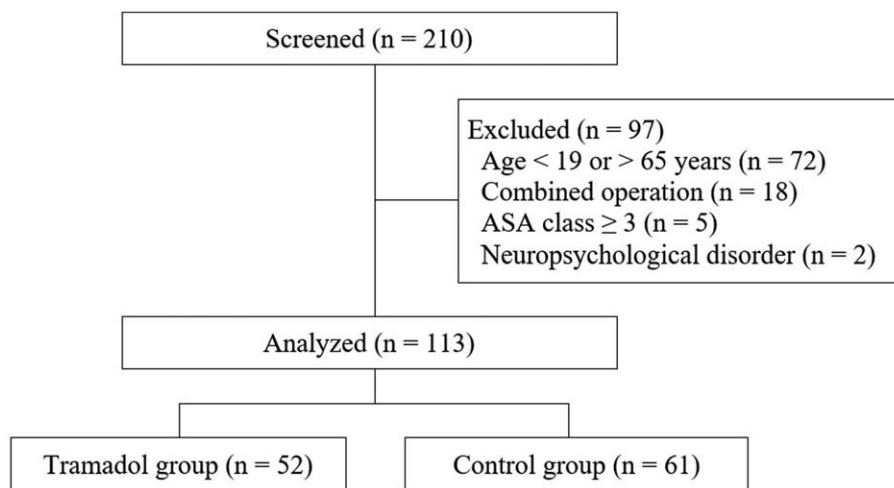 Screened (n = 210)
Excluded (n = 97)
Age < 19 or > 65 years (n = 72)
Combined operation (n = 18)
ASA class ≥ 3 (n = 5)
Neuropsychological disorder (n = 2)
Analyzed (n = 113)
Tramadol group (n = 52)
Control group (n = 61)